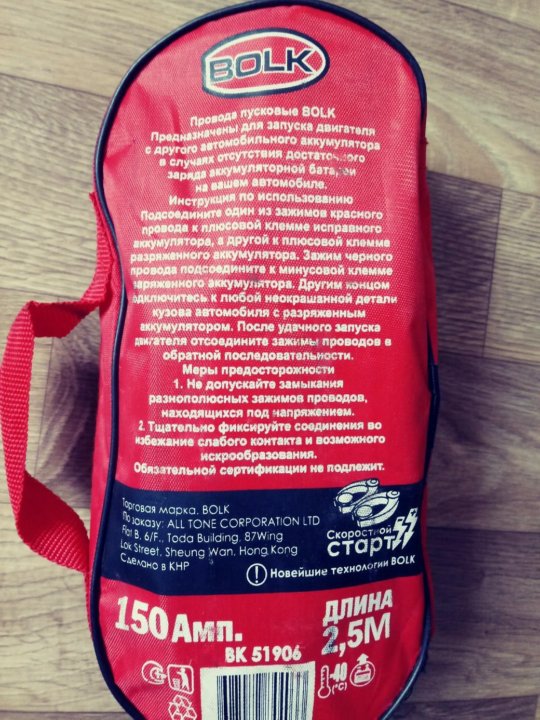 BOLK
Провода пусковые BOLK
Предназначены для запуска двигателя
с другого автомобильного аккумулятора
в случаях отсутствия достаточного
заряда аккумуляторной батареи
на вашем автомобиле.
Инструкция по использованию
Подсоедините один из зажимов красного
провода к плюсовой клемме исправного
аккумулятора, а другой к плюсовой клемме
разряженного аккумулятора. Зажим черного
провода подсоедините к минусовой клемме
заряженного аккумулятора. Другим концом
подключитесь к любой неокрашанной детали
кузова автомобиля с разряженным
аккумулятором. После удачного запуска
двигателя отсоедините зажимы проводов в
обратной последовательности.
Меры предосторожности
1. Не допускайте замыкания
разнополюсных зажимов проводов,
находящихся под напряжением.
2. Тщательно фиксируйте соединения во
избежание слабого контакта и возможного
искрообразования.
Обязательной сертификации не подлежит.
Торговая марка. BOLK
По заказу: ALL TONE CORPORATION LTD
Flat B. 6/F., Toda Building. 87Wing
Lok Street. Sheung Wan. Hong Kong
Сделано в КНР
Скоростной
старт
! Новейшие технологии BOLK
150 Амп.
ДЛИНА
2,5М
ВК 51906
-40
(°C)